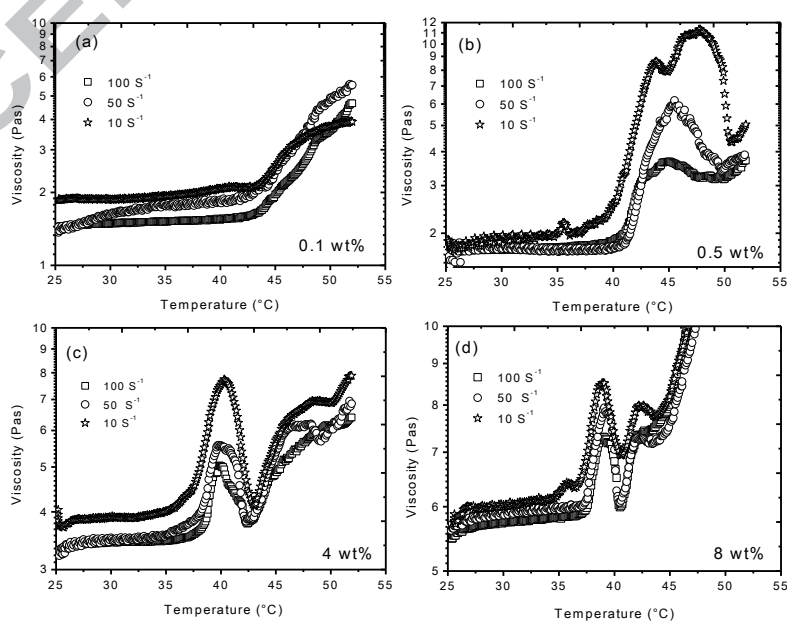 (a)
100 S⁻¹
50 S⁻¹
10 S⁻¹
0.1 wt%
Viscosity (Pas)
10
9
8
7
6
5
4
3
2
1
25 30 35 40 45 50 55
Temperature (°C)
(b)
100 S⁻¹
50 S⁻¹
10 S⁻¹
0.5 wt%
Viscosity (Pas)
12
11
10
9
8
7
6
5
4
3
2
25 30 35 40 45 50 55
Temperature (°C)
(c)
100 S⁻¹
50 S⁻¹
10 S⁻¹
4 wt%
Viscosity (Pas)
10
9
8
7
6
5
4
3
25 30 35 40 45 50 55
Temperature (°C)
(d)
100 S⁻¹
50 S⁻¹
10 S⁻¹
8 wt%
Viscosity (Pas)
10
9
8
7
6
5
25 30 35 40 45 50 55
Temperature (°C)